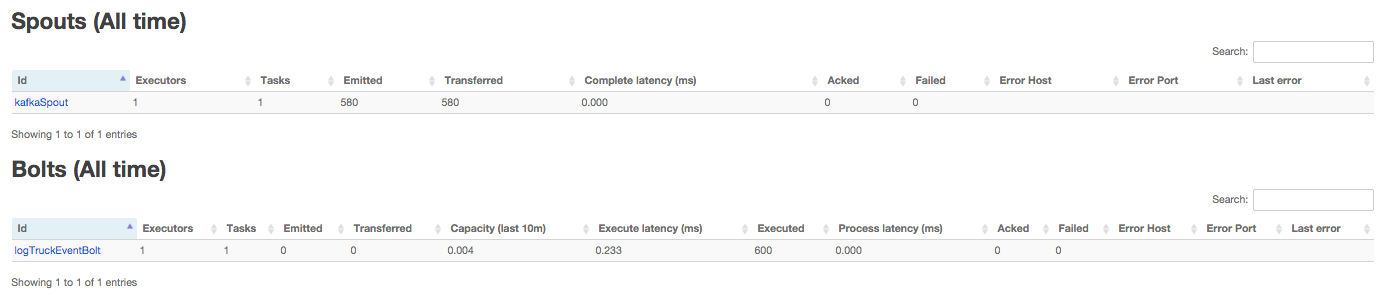 Spouts (All time)
Search:
Id Executors Tasks Emitted Transferred Complete latency (ms) Acked Failed Error Host Error Port Last error
kafkaSpout 1 1 580 580 0.000 0 0
Showing 1 to 1 of 1 entries
Bolts (All time)
Search:
Id Executors Tasks Emitted Transferred Capacity (last 10m) Execute latency (ms) Executed Process latency (ms) Acked Failed Error Host Error Port Last error
logTruckEventBolt 1 1 0 0 0.004 0.233 600 0.000 0 0
Showing 1 to 1 of 1 entries